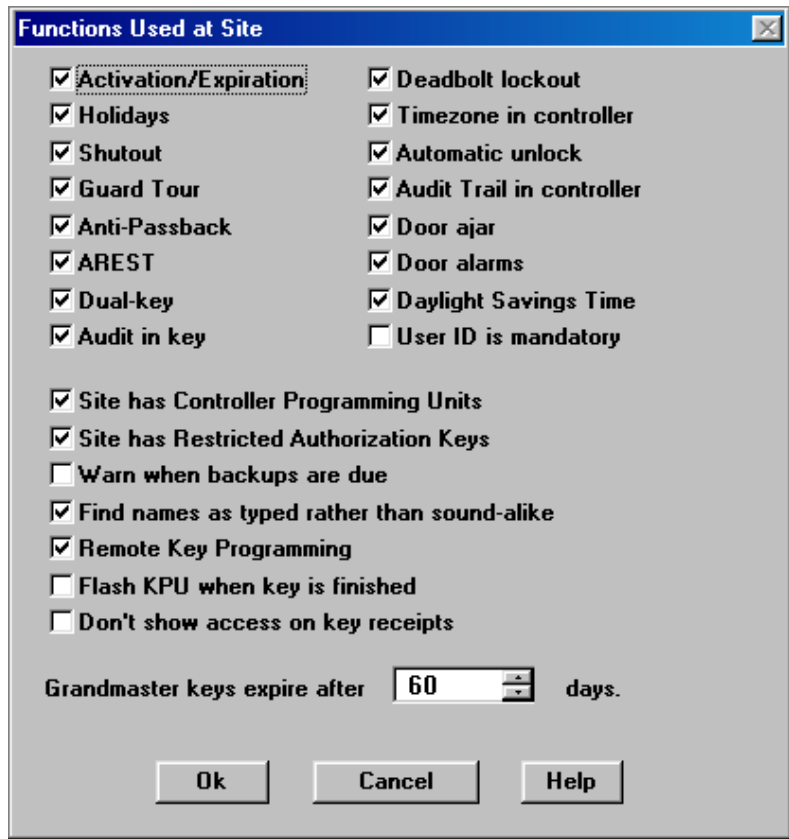 Functions Used at Site
Activation/Expiration
Holidays
Shutout
Guard Tour
Anti-Passback
AREST
Dual-key
Audit in key
Deadbolt lockout
Timezone in controller
Automatic unlock
Audit Trail in controller
Door ajar
Door alarms
Daylight Savings Time
User ID is mandatory
Site has Controller Programming Units
Site has Restricted Authorization Keys
Warn when backups are due
Find names as typed rather than sound-alike
Remote Key Programming
Flash KPU when key is finished
Don't show access on key receipts
Grandmaster keys expire after 60 days.
Ok Cancel Help